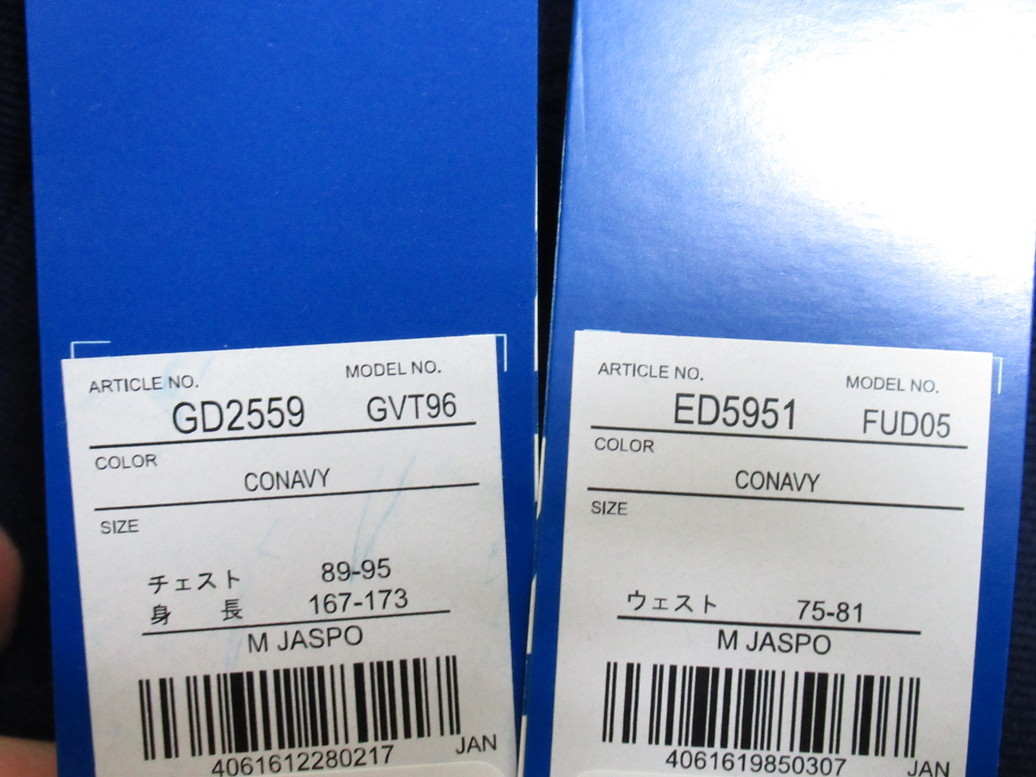 ARTICLE NO. MODEL NO.
GD2559 GVT96
COLOR
CONAVY
SIZE
チェスト 89-95
身 長 167-173
M JASPO
4061612280217 JAN
ARTICLE NO. MODEL NO.
ED5951 FUD05
COLOR
CONAVY
SIZE
ウェスト 75-81
M JASPO
4061619850307 JAN